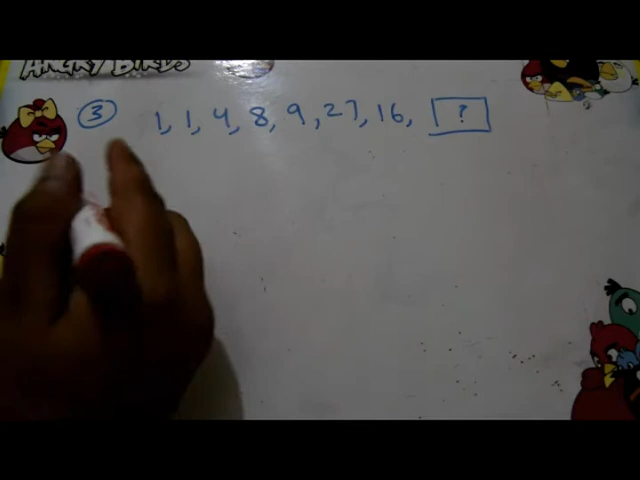 ANGRY BIRDS
3 1, 1, 4, 8, 9, 27, 16, ?